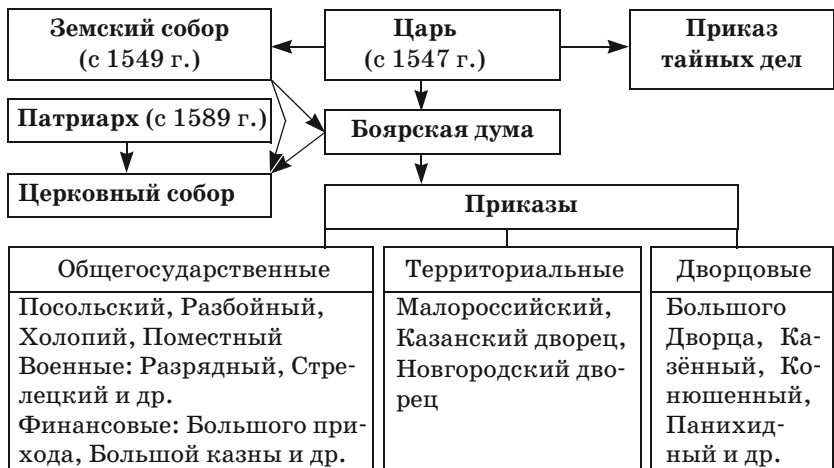 Земский собор
(с 1549 г.)
Царь
(с 1547 г.)
Приказ
тайных дел
Патриарх (с 1589 г.)
Боярская дума
Церковный собор
Приказы
Общегосударственные
Посольский, Разбойный,
Холопий, Поместный
Военные: Разрядный, Стре-
лецкий и др.
Финансовые: Большого при-
хода, Большой казны и др.
Территориальные
Малороссийский,
Казанский дворец,
Новгородский дво-
рец
Дворцовые
Большого
Дворца, Ка-
зённый, Ко-
нюшенный,
Панихид-
ный и др.